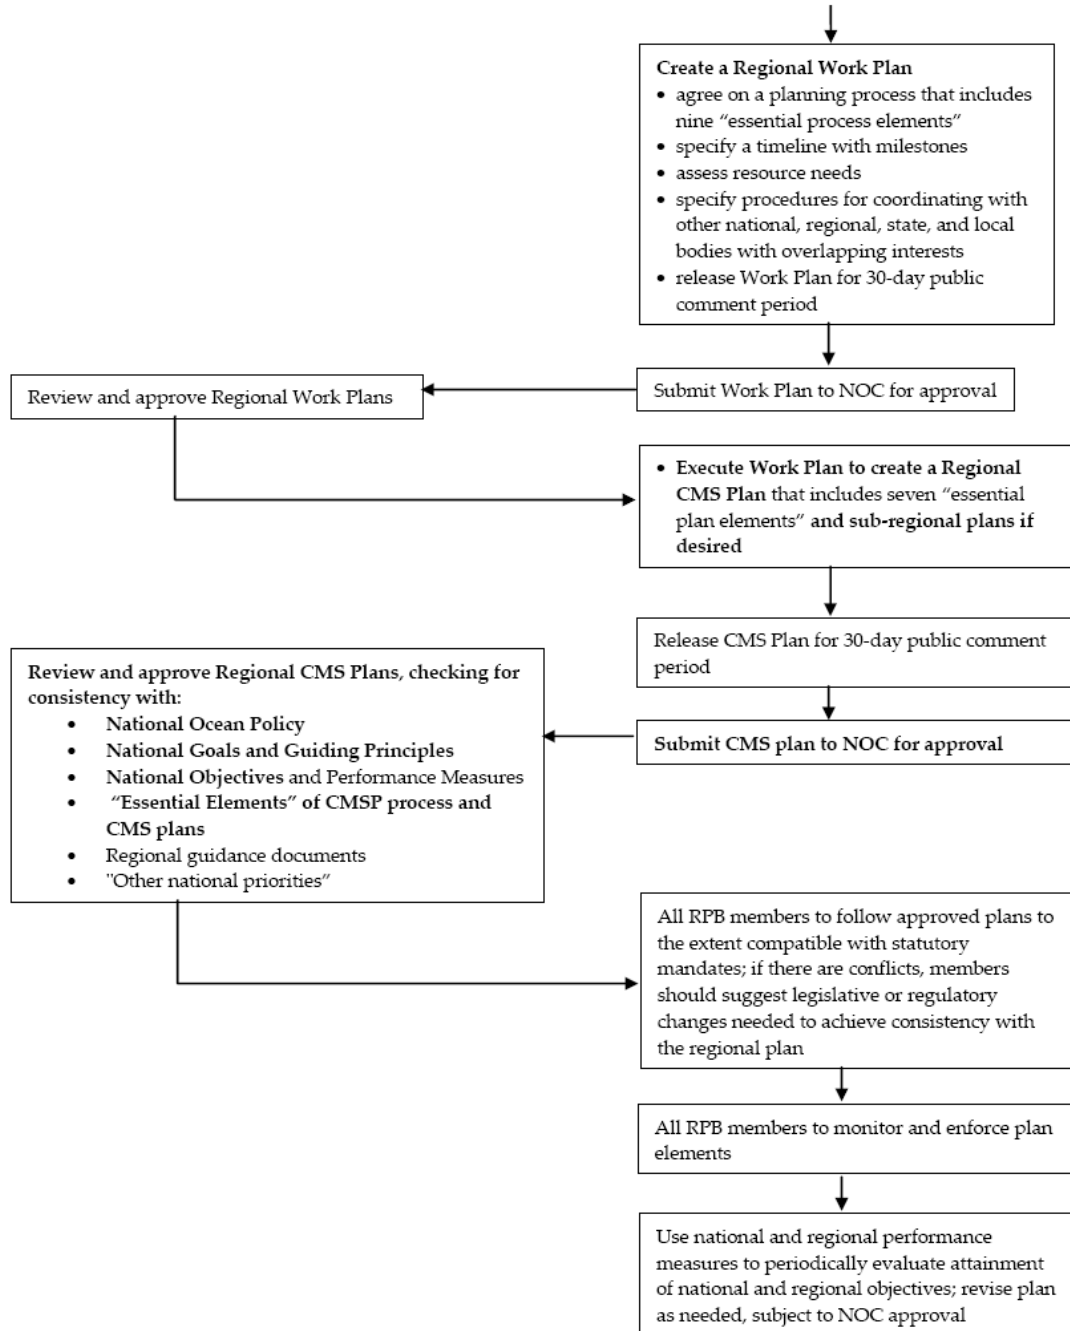 Create a Regional Work Plan
• agree on a planning process that includes
nine “essential process elements”
• specify a timeline with milestones
• assess resource needs
• specify procedures for coordinating with
other national, regional, state, and local
bodies with overlapping interests
• release Work Plan for 30-day public
comment period
Submit Work Plan to NOC for approval
Review and approve Regional Work Plans
• Execute Work Plan to create a Regional
CMS Plan that includes seven “essential
plan elements” and sub-regional plans if
desired
Release CMS Plan for 30-day public comment
period
Submit CMS plan to NOC for approval
Review and approve Regional CMS Plans, checking for
consistency with:
• National Ocean Policy
• National Goals and Guiding Principles
• National Objectives and Performance Measures
• “Essential Elements” of CMSP process and
CMS plans
• Regional guidance documents
• "Other national priorities”
All RPB members to follow approved plans to
the extent compatible with statutory
mandates; if there are conflicts, members
should suggest legislative or regulatory
changes needed to achieve consistency with
the regional plan
All RPB members to monitor and enforce plan
elements
Use national and regional performance
measures to periodically evaluate attainment
of national and regional objectives; revise plan
as needed, subject to NOC approval